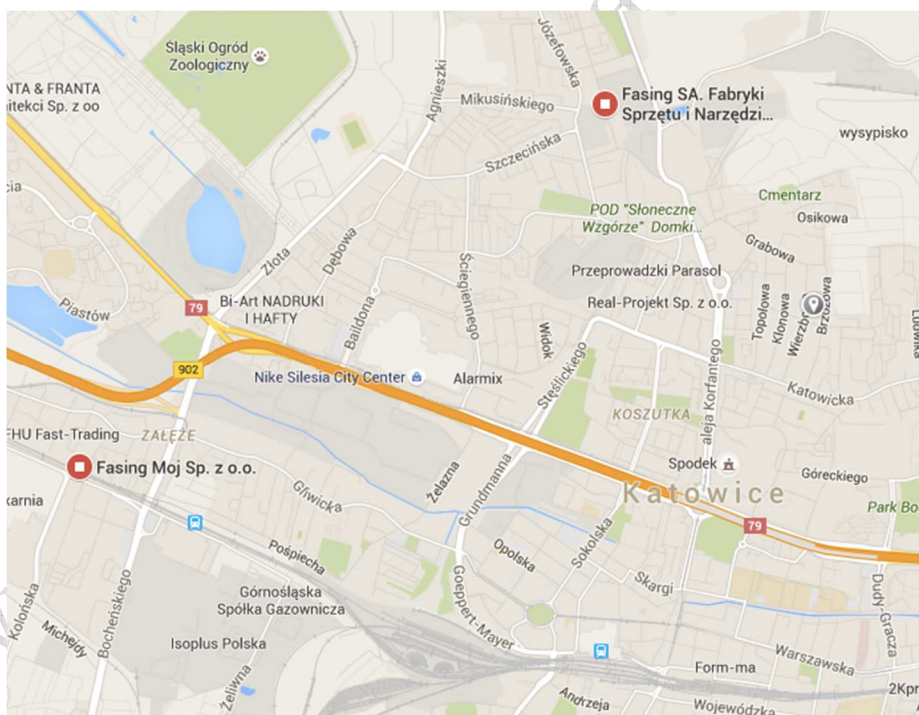 Śląski Ogród
Zoologiczny
NTA & FRANTA
itekci Sp. z oo
Agnieszki
Józefowska
Mikusińskiego
Fasing SA. Fabryki
Sprzętu i Narzędzi...
wysypisko
Szczecińska
Cmentarz
Osikowa
POD "Słoneczne
Wzgórze" Domki...
Grabowa
cia
Złota
Dębowa
Ściegiennego
Przeprowadzki Parasol
Real-Projekt Sp. z o.o.
Topolowa
Klonowa
Wierzb
Brzozowa
Piastów
79
Bi-Art NADRUKI
I HAFTY
Baildona
Widok
902
Nike Silesia City Center
Alarmix
Stęślickiego
aleja Korfantego
Katowicka
KOSZUTKA
FHU Fast-Trading
ZAŁĘŻE
Fasing Moj Sp. z o.o.
Spodek
Góreckiego
Żelazna
Grundmanna
Katowice
karnia
Gliwicka
Park Bo
79
Sokolska
Opolska
Pośpiecha
Skargi
Górnośląska
Spółka Gazownicza
Goeppert-Mayer
Dudy-Gracza
Kolońska
Michejdy
Bocheńskiego
Isoplus Polska
Żeliwna
Form-ma
Warszawska
2Kpr
Andrzeja
Wojewódzka